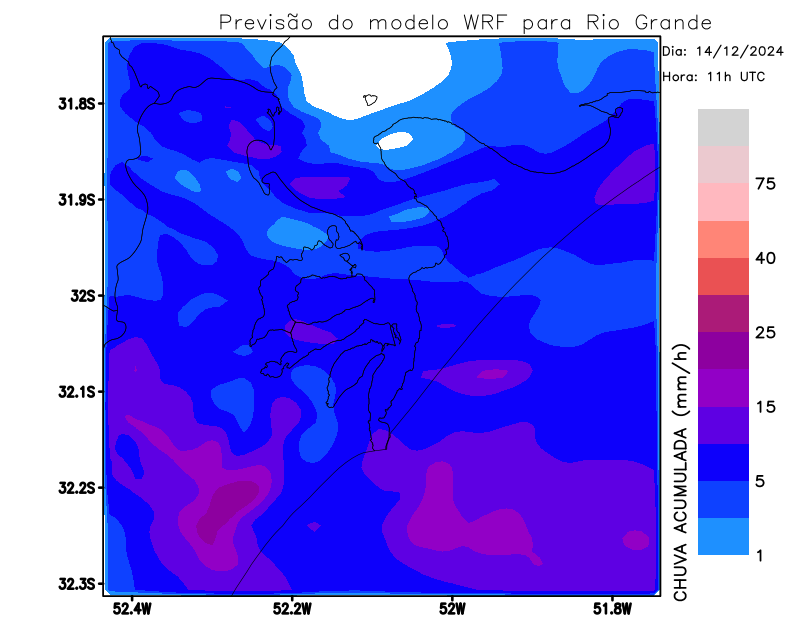 Previsão do modelo WRF para Rio Grande
Dia: 14/12/2024
Hora: 11h UTC
31.8S
31.9S
32S
32.1S
32.2S
32.3S
52.4W
52.2W
52W
51.8W
75
40
25
15
5
1
CHUVA ACUMULADA (mm/h)